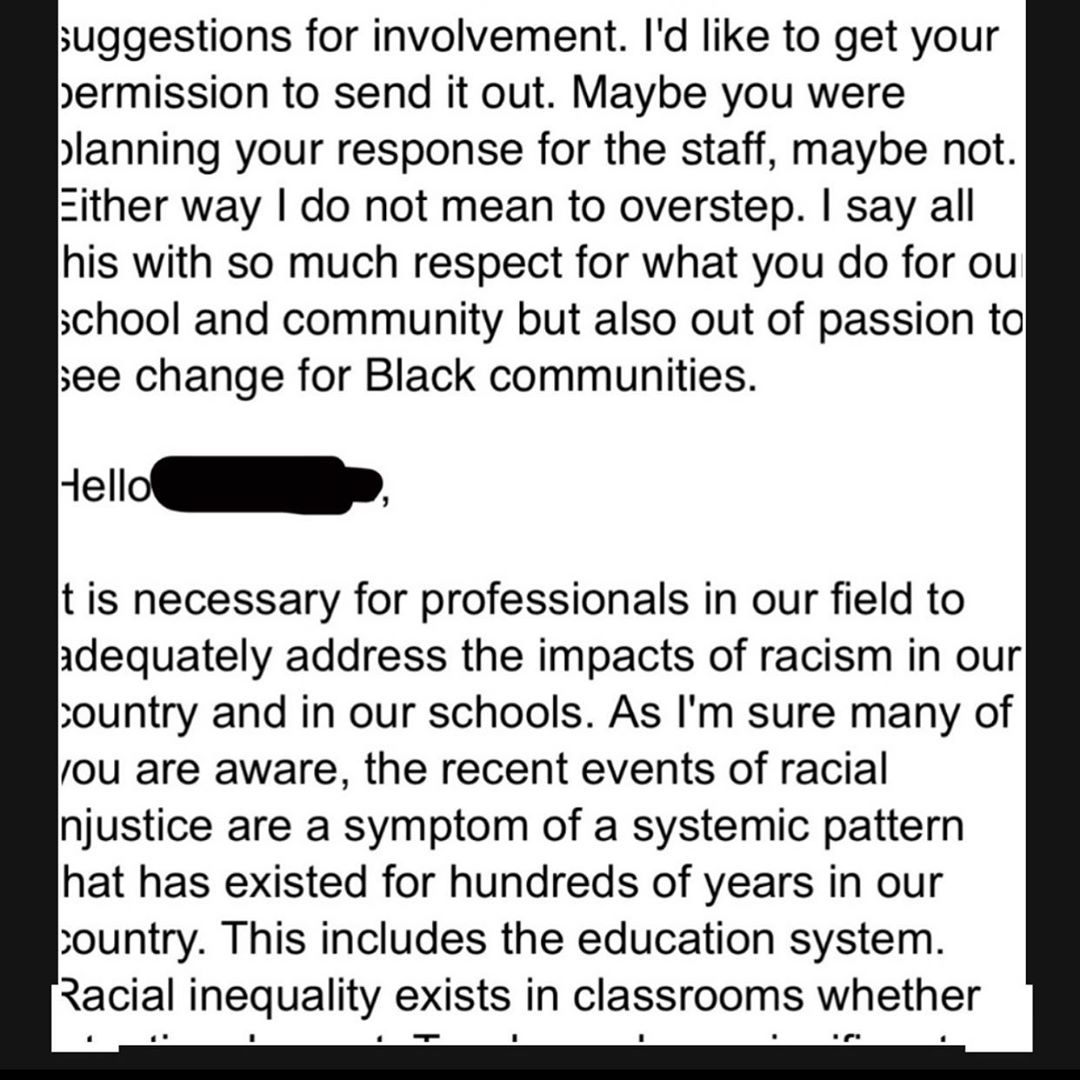 suggestions for involvement. I'd like to get your
permission to send it out. Maybe you were
planning your response for the staff, maybe not.
Either way I do not mean to overstep. I say all
his with so much respect for what you do for our
school and community but also out of passion to
see change for Black communities.
Hello ,
t is necessary for professionals in our field to
adequately address the impacts of racism in our
country and in our schools. As I'm sure many of
you are aware, the recent events of racial
njustice are a symptom of a systemic pattern
hat has existed for hundreds of years in our
country. This includes the education system.
Racial inequality exists in classrooms whether